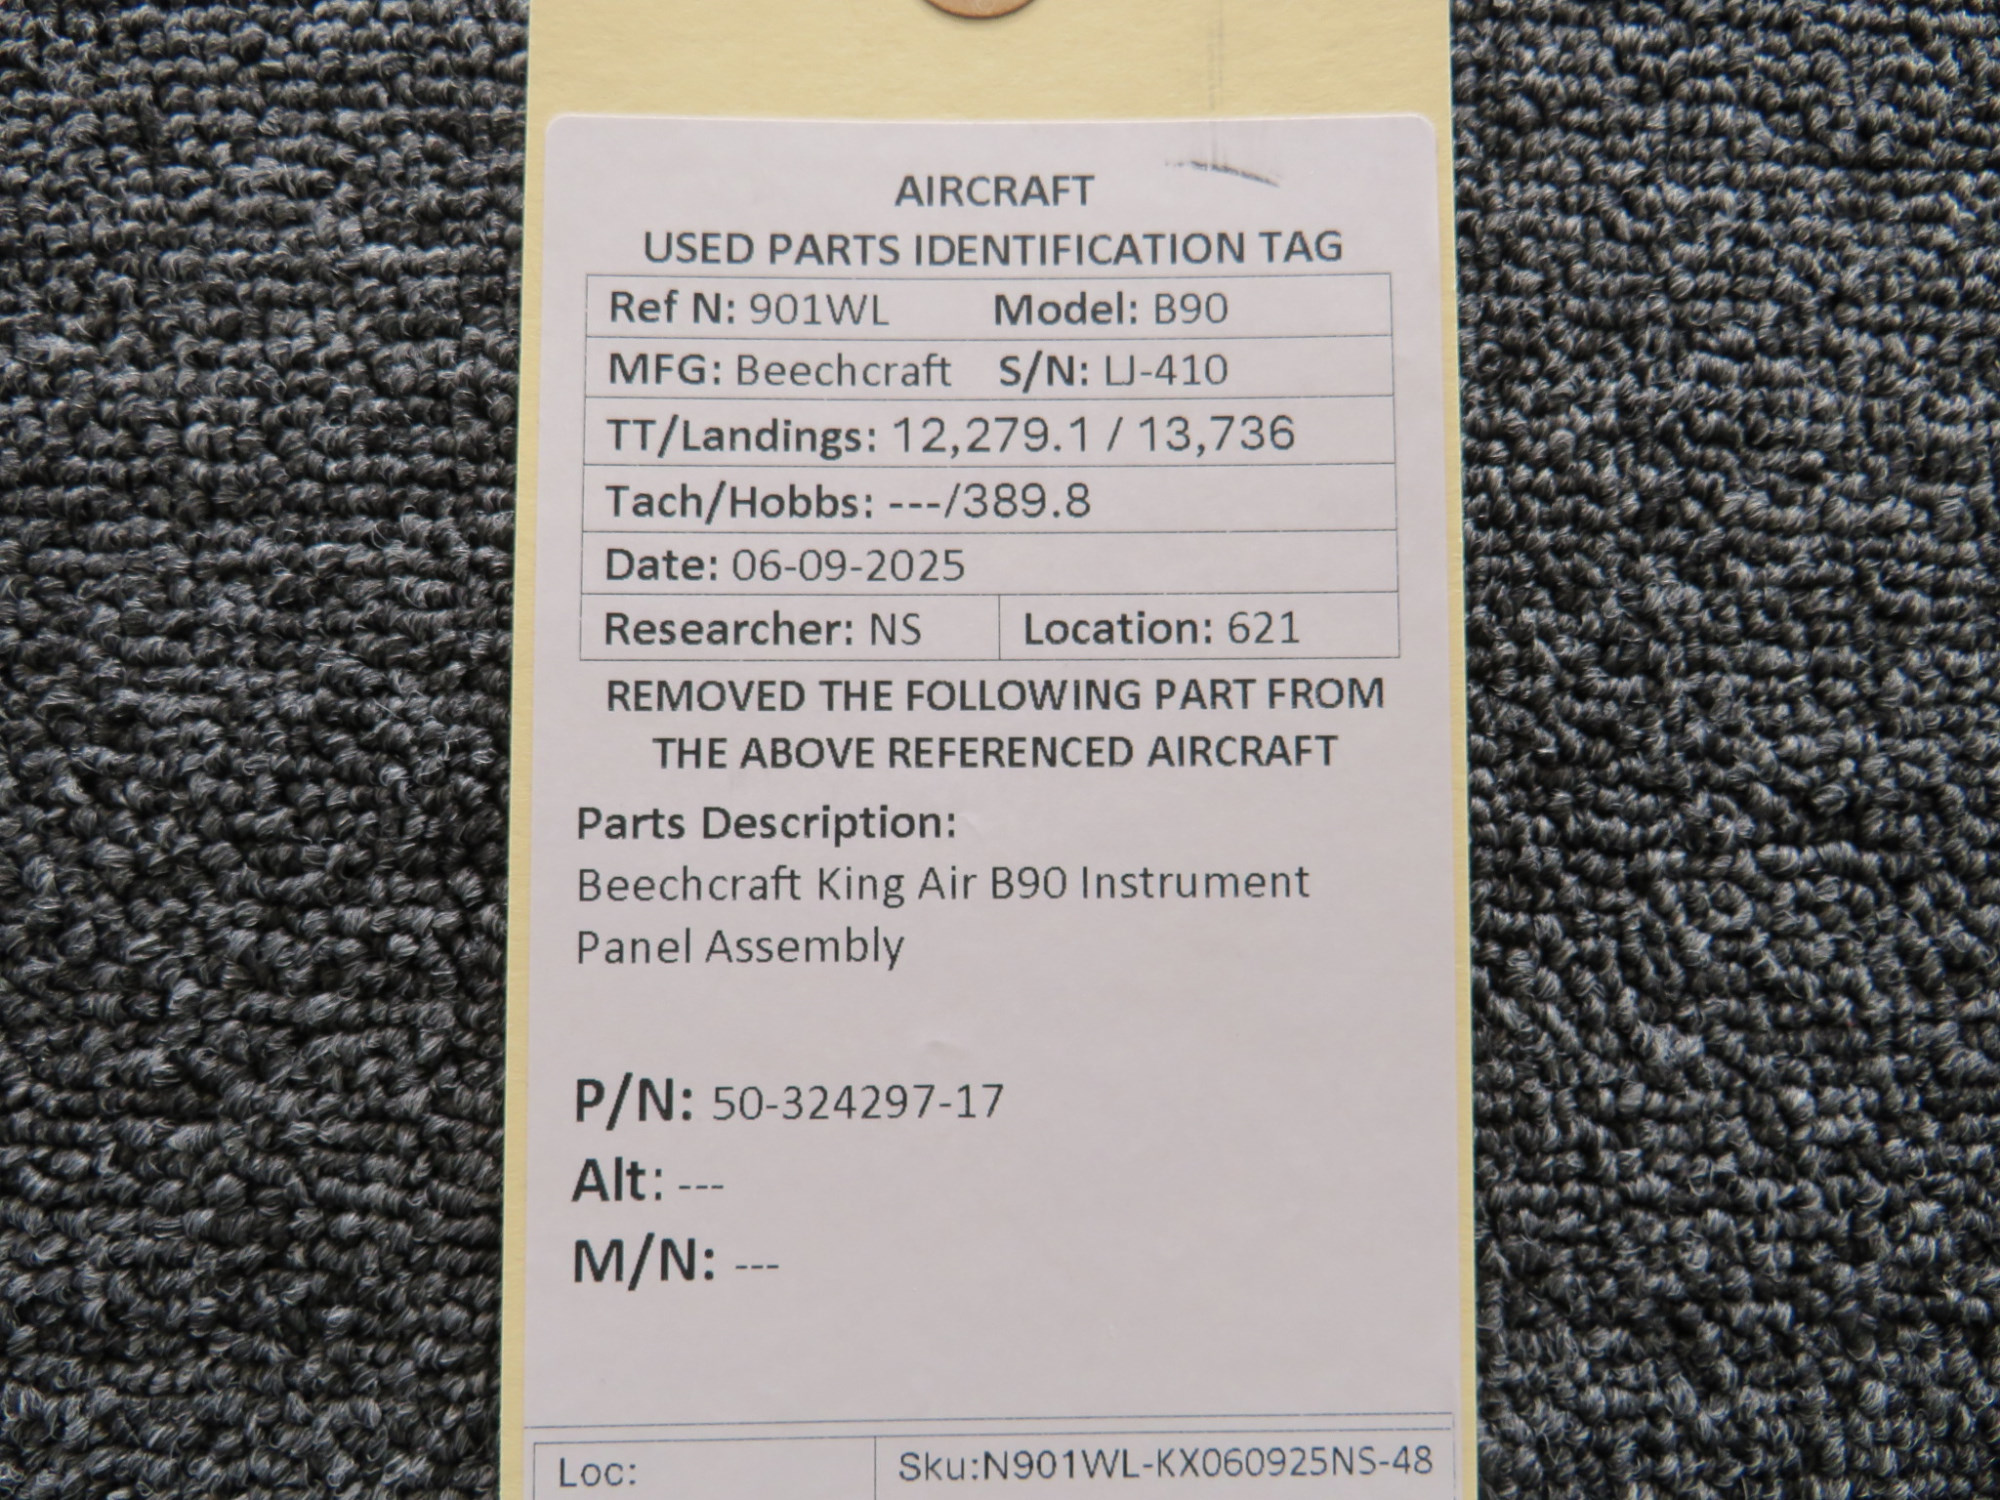 AIRCRAFT
USED PARTS IDENTIFICATION TAG
Ref N: 901WL Model: B90
MFG: Beechcraft S/N: LJ-410
TT/Landings: 12,279.1 / 13,736
Tach/Hobbs: ---/389.8
Date: 06-09-2025
Researcher: NS Location: 621
REMOVED THE FOLLOWING PART FROM
THE ABOVE REFERENCED AIRCRAFT
Parts Description:
Beechcraft King Air B90 Instrument
Panel Assembly
P/N: 50-324297-17
Alt: ---
M/N: ---
Loc: Sku:N901WL-KX060925NS-48